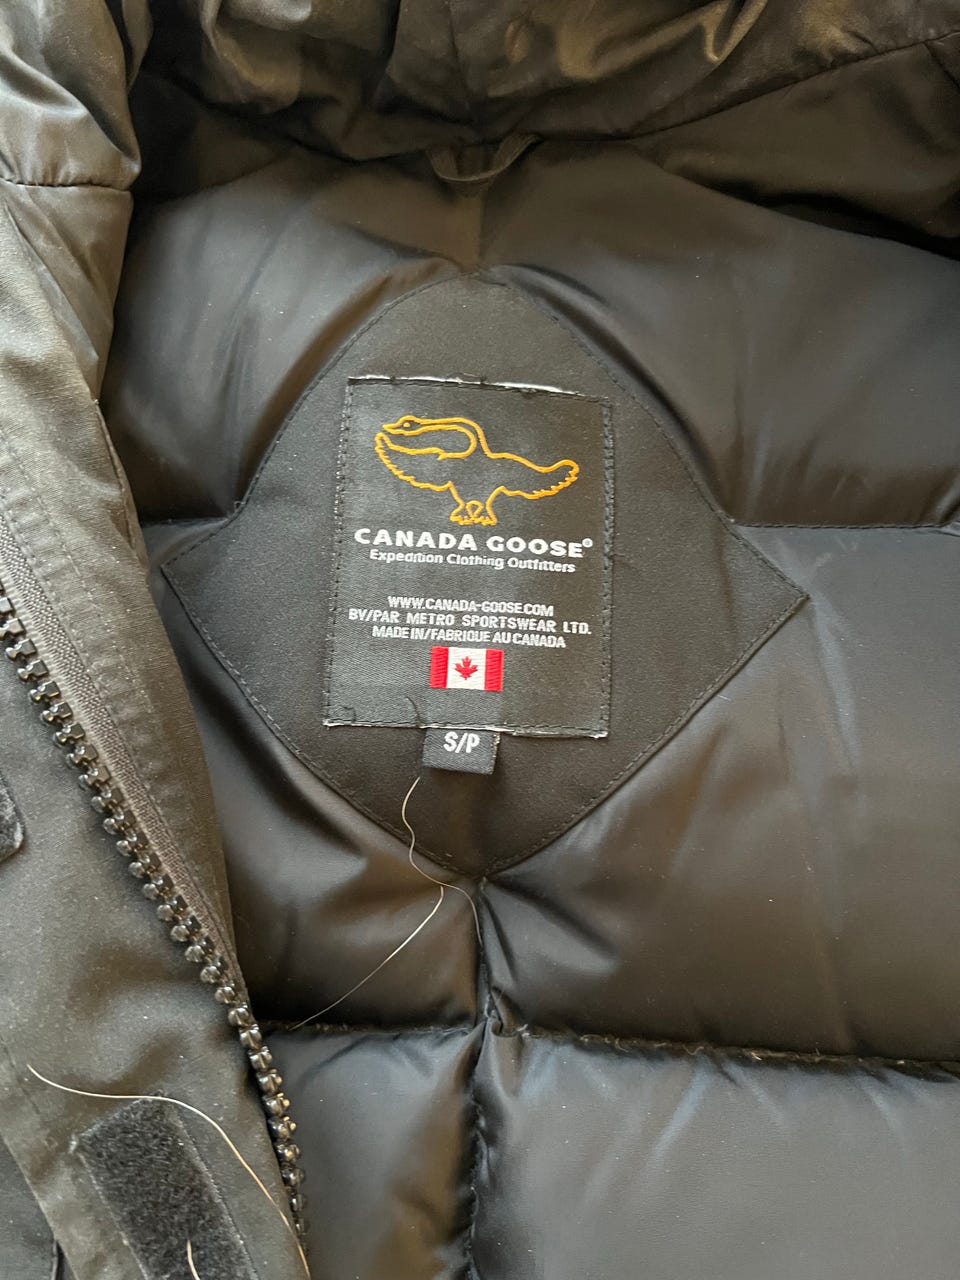 CANADA GOOSE®
Expedition Clothing Outfitters
WWW.CANADA-GOOSE.COM
BY/PAR METRO SPORTSWEAR LTD.
MADE IN/FABRIQUE AU CANADA
S/P